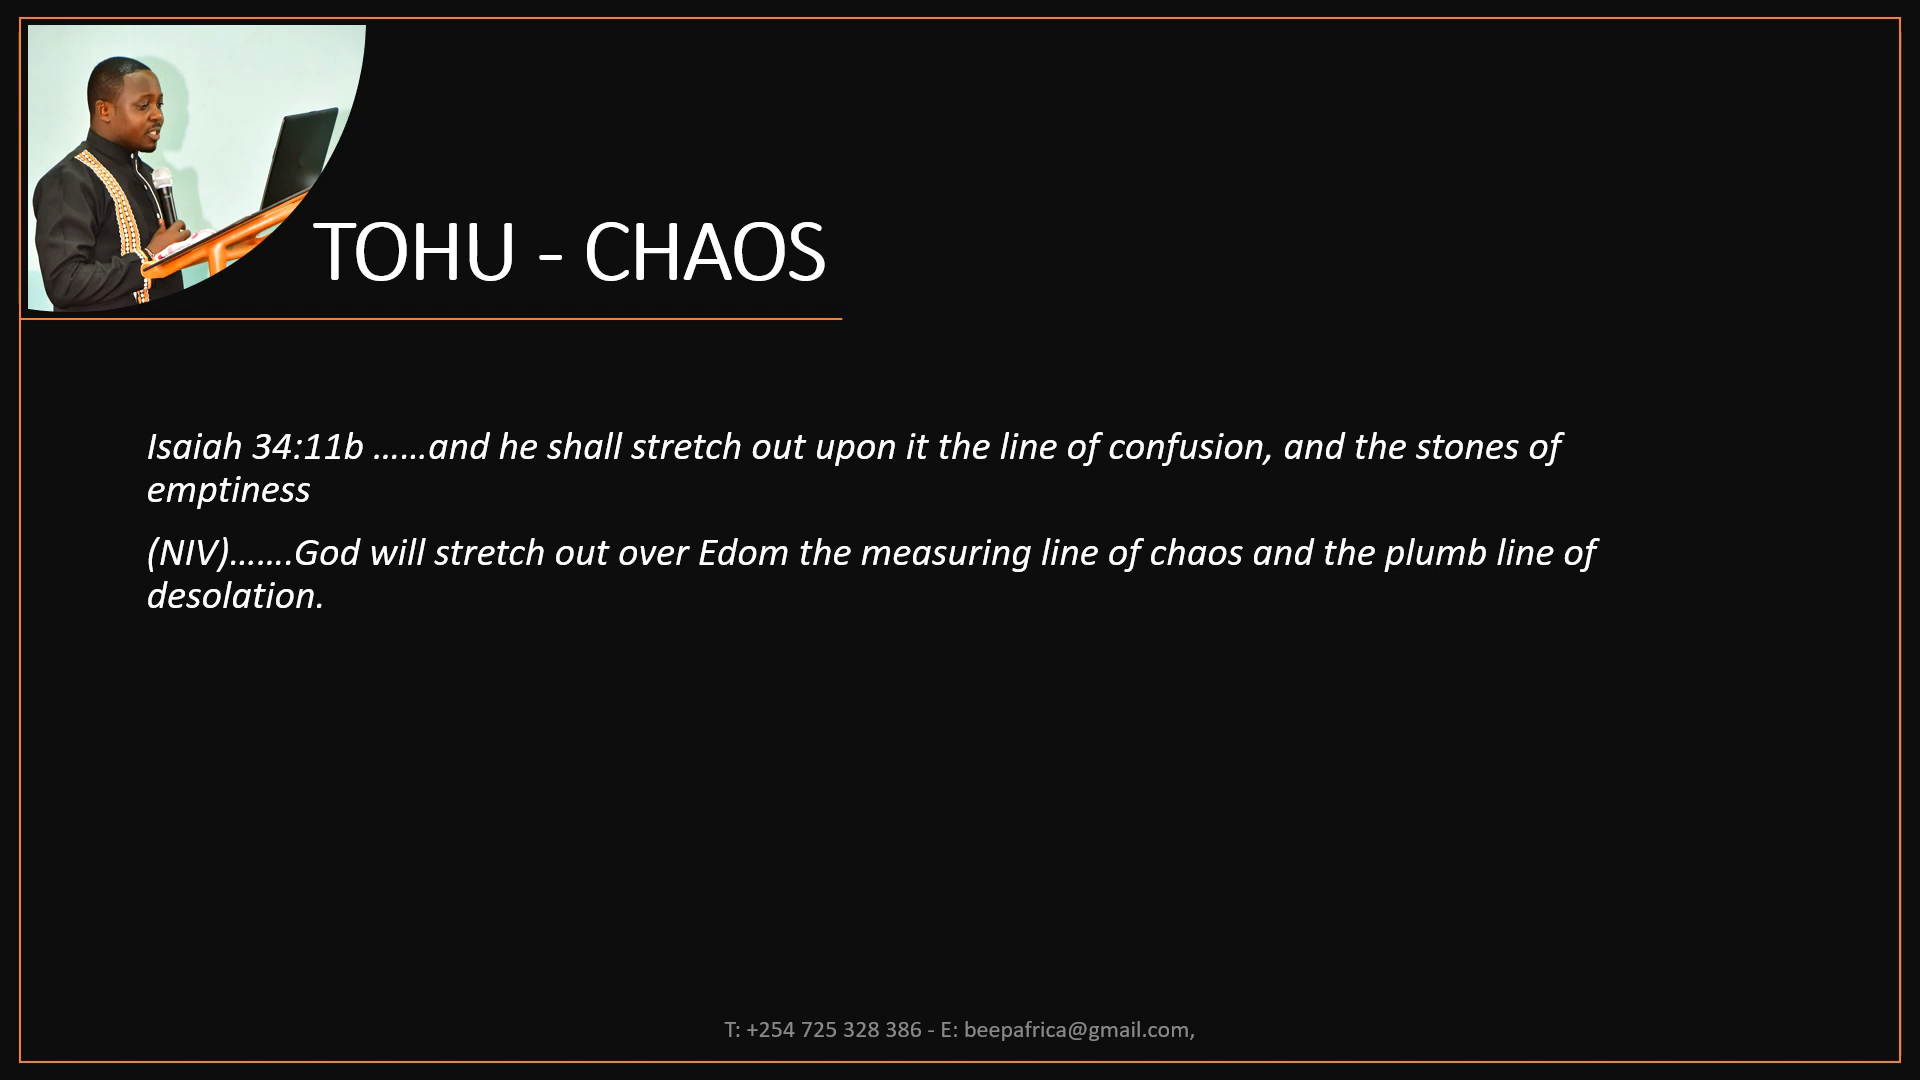 TOHU - CHAOS
Isaiah 34:11b ……and he shall stretch out upon it the line of confusion, and the stones of
emptiness
(NIV)…….God will stretch out over Edom the measuring line of chaos and the plumb line of
desolation.
T: +254 725 328 386 - E: beepafrica@gmail.com,